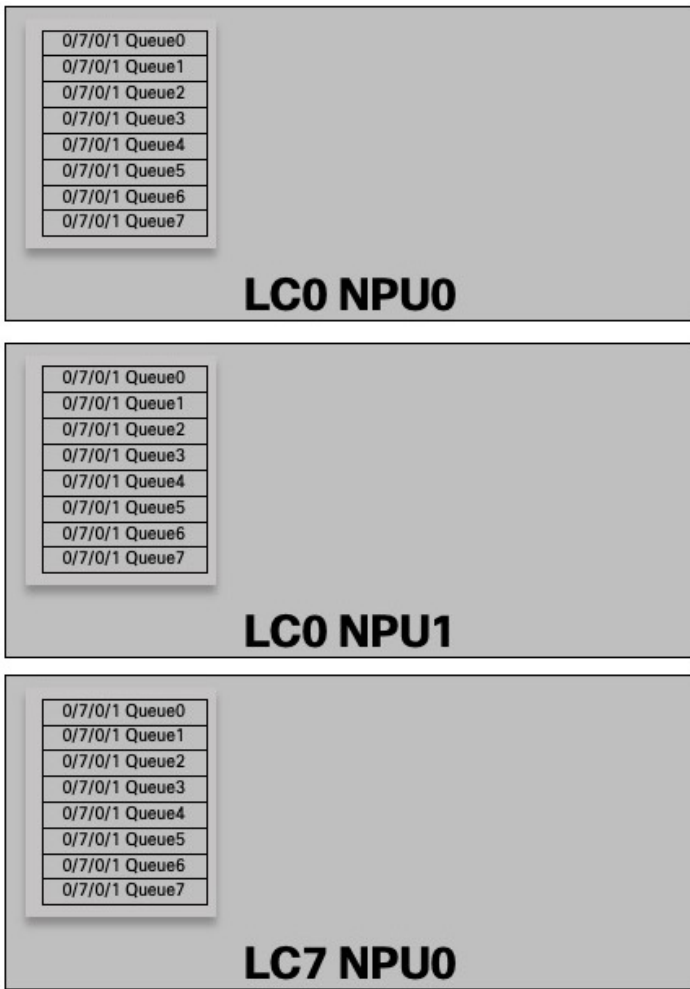 0/7/0/1 Queue0
0/7/0/1 Queue1
0/7/0/1 Queue2
0/7/0/1 Queue3
0/7/0/1 Queue4
0/7/0/1 Queue5
0/7/0/1 Queue6
0/7/0/1 Queue7
LC0 NPU0
0/7/0/1 Queue0
0/7/0/1 Queue1
0/7/0/1 Queue2
0/7/0/1 Queue3
0/7/0/1 Queue4
0/7/0/1 Queue5
0/7/0/1 Queue6
0/7/0/1 Queue7
LC0 NPU1
0/7/0/1 Queue0
0/7/0/1 Queue1
0/7/0/1 Queue2
0/7/0/1 Queue3
0/7/0/1 Queue4
0/7/0/1 Queue5
0/7/0/1 Queue6
0/7/0/1 Queue7
LC7 NPU0